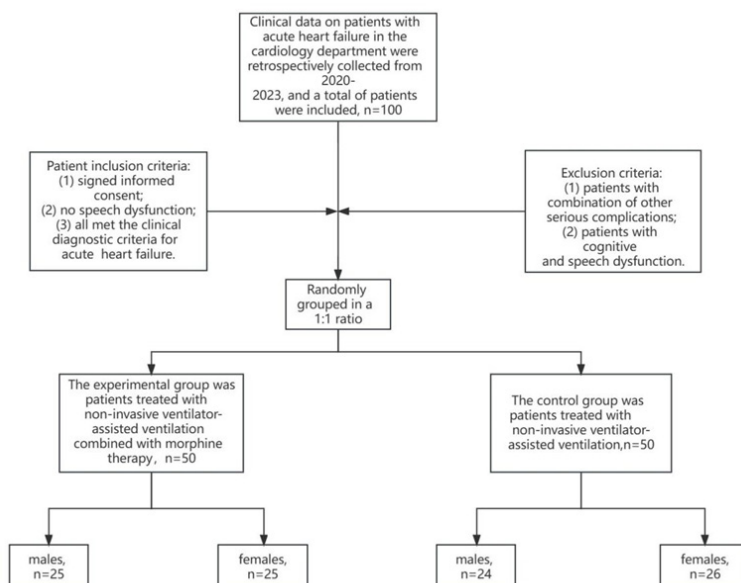 Clinical data on patients with
acute heart failure in the
cardiology department were
retrospectively collected from
2020-
2023, and a total of patients
were included, n=100
Patient inclusion criteria:
(1) signed informed
consent;
(2) no speech dysfunction;
(3) all met the clinical
diagnostic criteria for
acute heart failure.
Exclusion criteria:
(1) patients with
combination of other
serious complications;
(2) patients with
cognitive
and speech dysfunction.
Randomly
grouped in a
1:1 ratio
The experimental group was
patients treated with
non-invasive ventilator-
assisted ventilation
combined with morphine
therapy, n=50
The control group was
patients treated with
non-invasive ventilator-
assisted ventilation,n=50
males,
n=25
females,
n=25
males,
n=24
females,
n=26